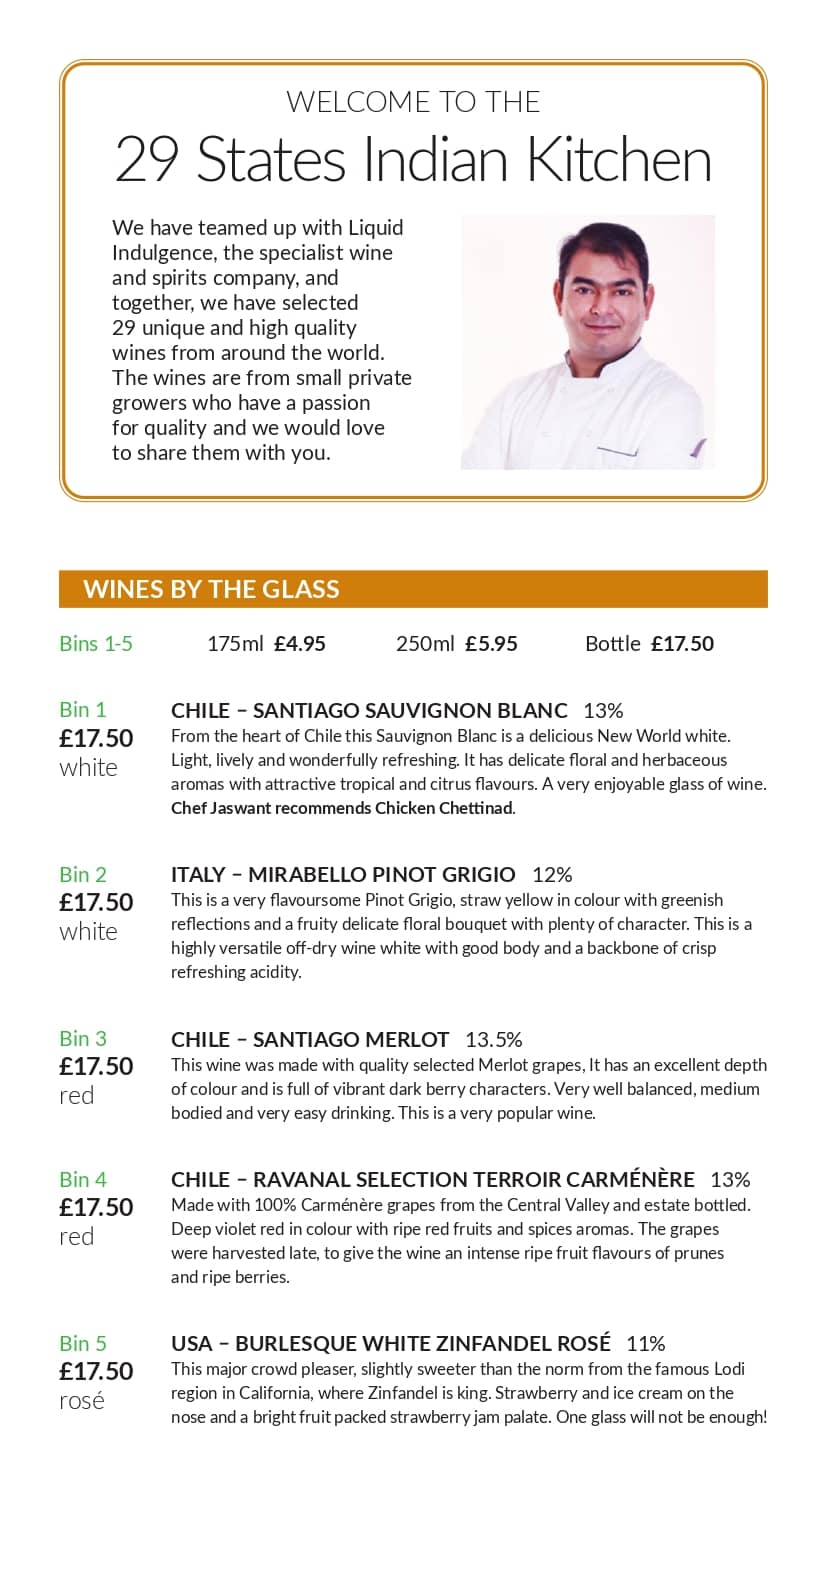 WELCOME TO THE
29 States Indian Kitchen
We have teamed up with Liquid
Indulgence, the specialist wine
and spirits company, and
together, we have selected
29 unique and high quality
wines from around the world.
The wines are from small private
growers who have a passion
for quality and we would love
to share them with you.
WINES BY THE GLASS
Bins 1-5 175ml £4.95 250ml £5.95 Bottle £17.50
Bin 1
£17.50
white
CHILE – SANTIAGO SAUVIGNON BLANC 13%
From the heart of Chile this Sauvignon Blanc is a delicious New World white.
Light, lively and wonderfully refreshing. It has delicate floral and herbaceous
aromas with attractive tropical and citrus flavours. A very enjoyable glass of wine.
Chef Jaswant recommends Chicken Chettinad.
Bin 2
£17.50
white
ITALY – MIRABELLO PINOT GRIGIO 12%
This is a very flavoursome Pinot Grigio, straw yellow in colour with greenish
reflections and a fruity delicate floral bouquet with plenty of character. This is a
highly versatile off-dry wine white with good body and a backbone of crisp
refreshing acidity.
Bin 3
£17.50
red
CHILE – SANTIAGO MERLOT 13.5%
This wine was made with quality selected Merlot grapes, It has an excellent depth
of colour and is full of vibrant dark berry characters. Very well balanced, medium
bodied and very easy drinking. This is a very popular wine.
Bin 4
£17.50
red
CHILE – RAVANAL SELECTION TERROIR CARMÉNÈRE 13%
Made with 100% Carménère grapes from the Central Valley and estate bottled.
Deep violet red in colour with ripe red fruits and spices aromas. The grapes
were harvested late, to give the wine an intense ripe fruit flavours of prunes
and ripe berries.
Bin 5
£17.50
rosé
USA – BURLESQUE WHITE ZINFANDEL ROSÉ 11%
This major crowd pleaser, slightly sweeter than the norm from the famous Lodi
region in California, where Zinfandel is king. Strawberry and ice cream on the
nose and a bright fruit packed strawberry jam palate. One glass will not be enough!